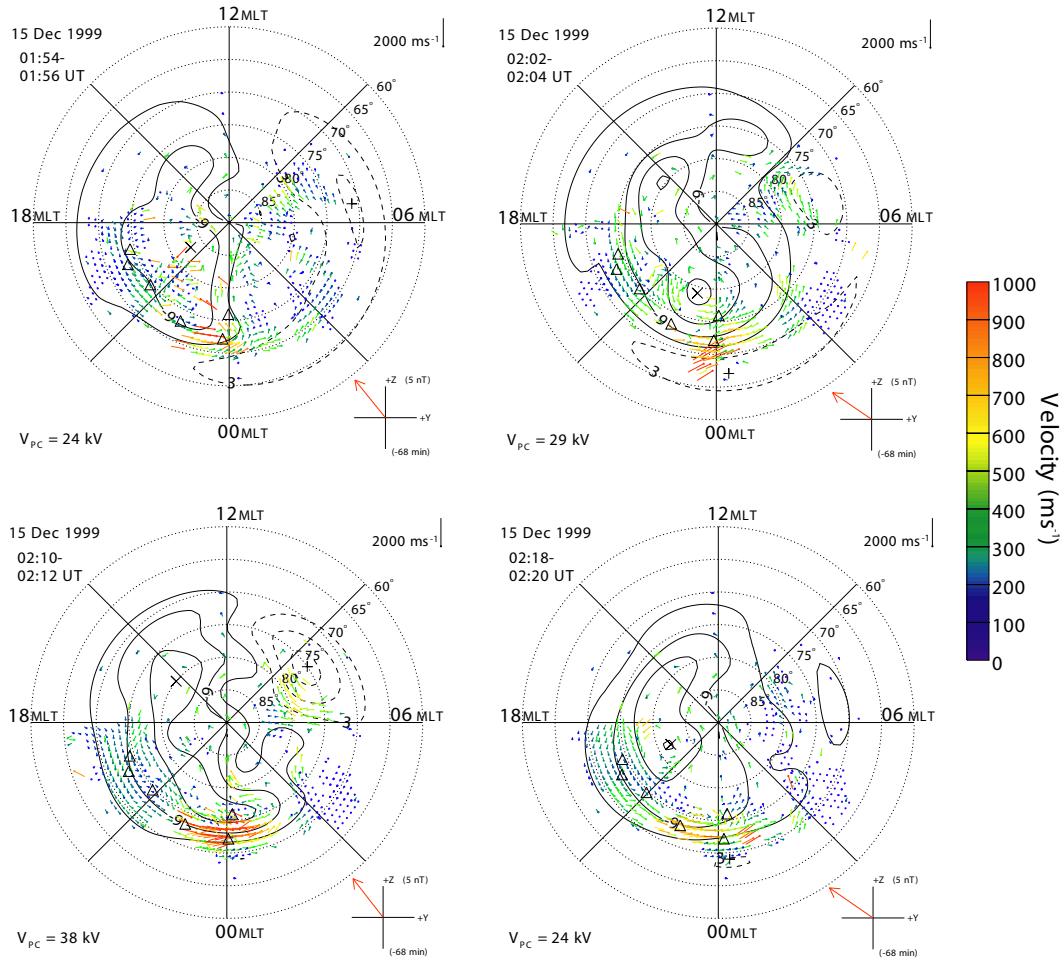 12MLT
15 Dec 1999
2000 ms-1
01:54-
01:56 UT
60°
65°
70°
75°
80
85°
18MLT
06 MLT
-9
-9
-3
00MLT
+Z (5 nT)
+Y
(-68 min)
VPC = 24 kV
12MLT
15 Dec 1999
2000 ms-1
02:02-
02:04 UT
60°
65°
70°
75°
80
85°
18MLT
06 MLT
-9
-9
3
3
00MLT
+Z (5 nT)
+Y
(-68 min)
VPC = 29 kV
1000
900
800
700
600
500
400
300
200
100
0
Velocity (ms-1)
12MLT
15 Dec 1999
2000 ms-1
02:10-
02:12 UT
60°
65°
70°
75°
80°
85°
18MLT
06 MLT
-9
-9
3
00MLT
+Z (5 nT)
+Y
(-68 min)
VPC = 38 kV
12MLT
15 Dec 1999
2000 ms-1
02:18-
02:20 UT
60°
65°
70°
75°
80°
85°
18MLT
06 MLT
-9
-9
3
00MLT
+Z (5 nT)
+Y
(-68 min)
VPC = 24 kV